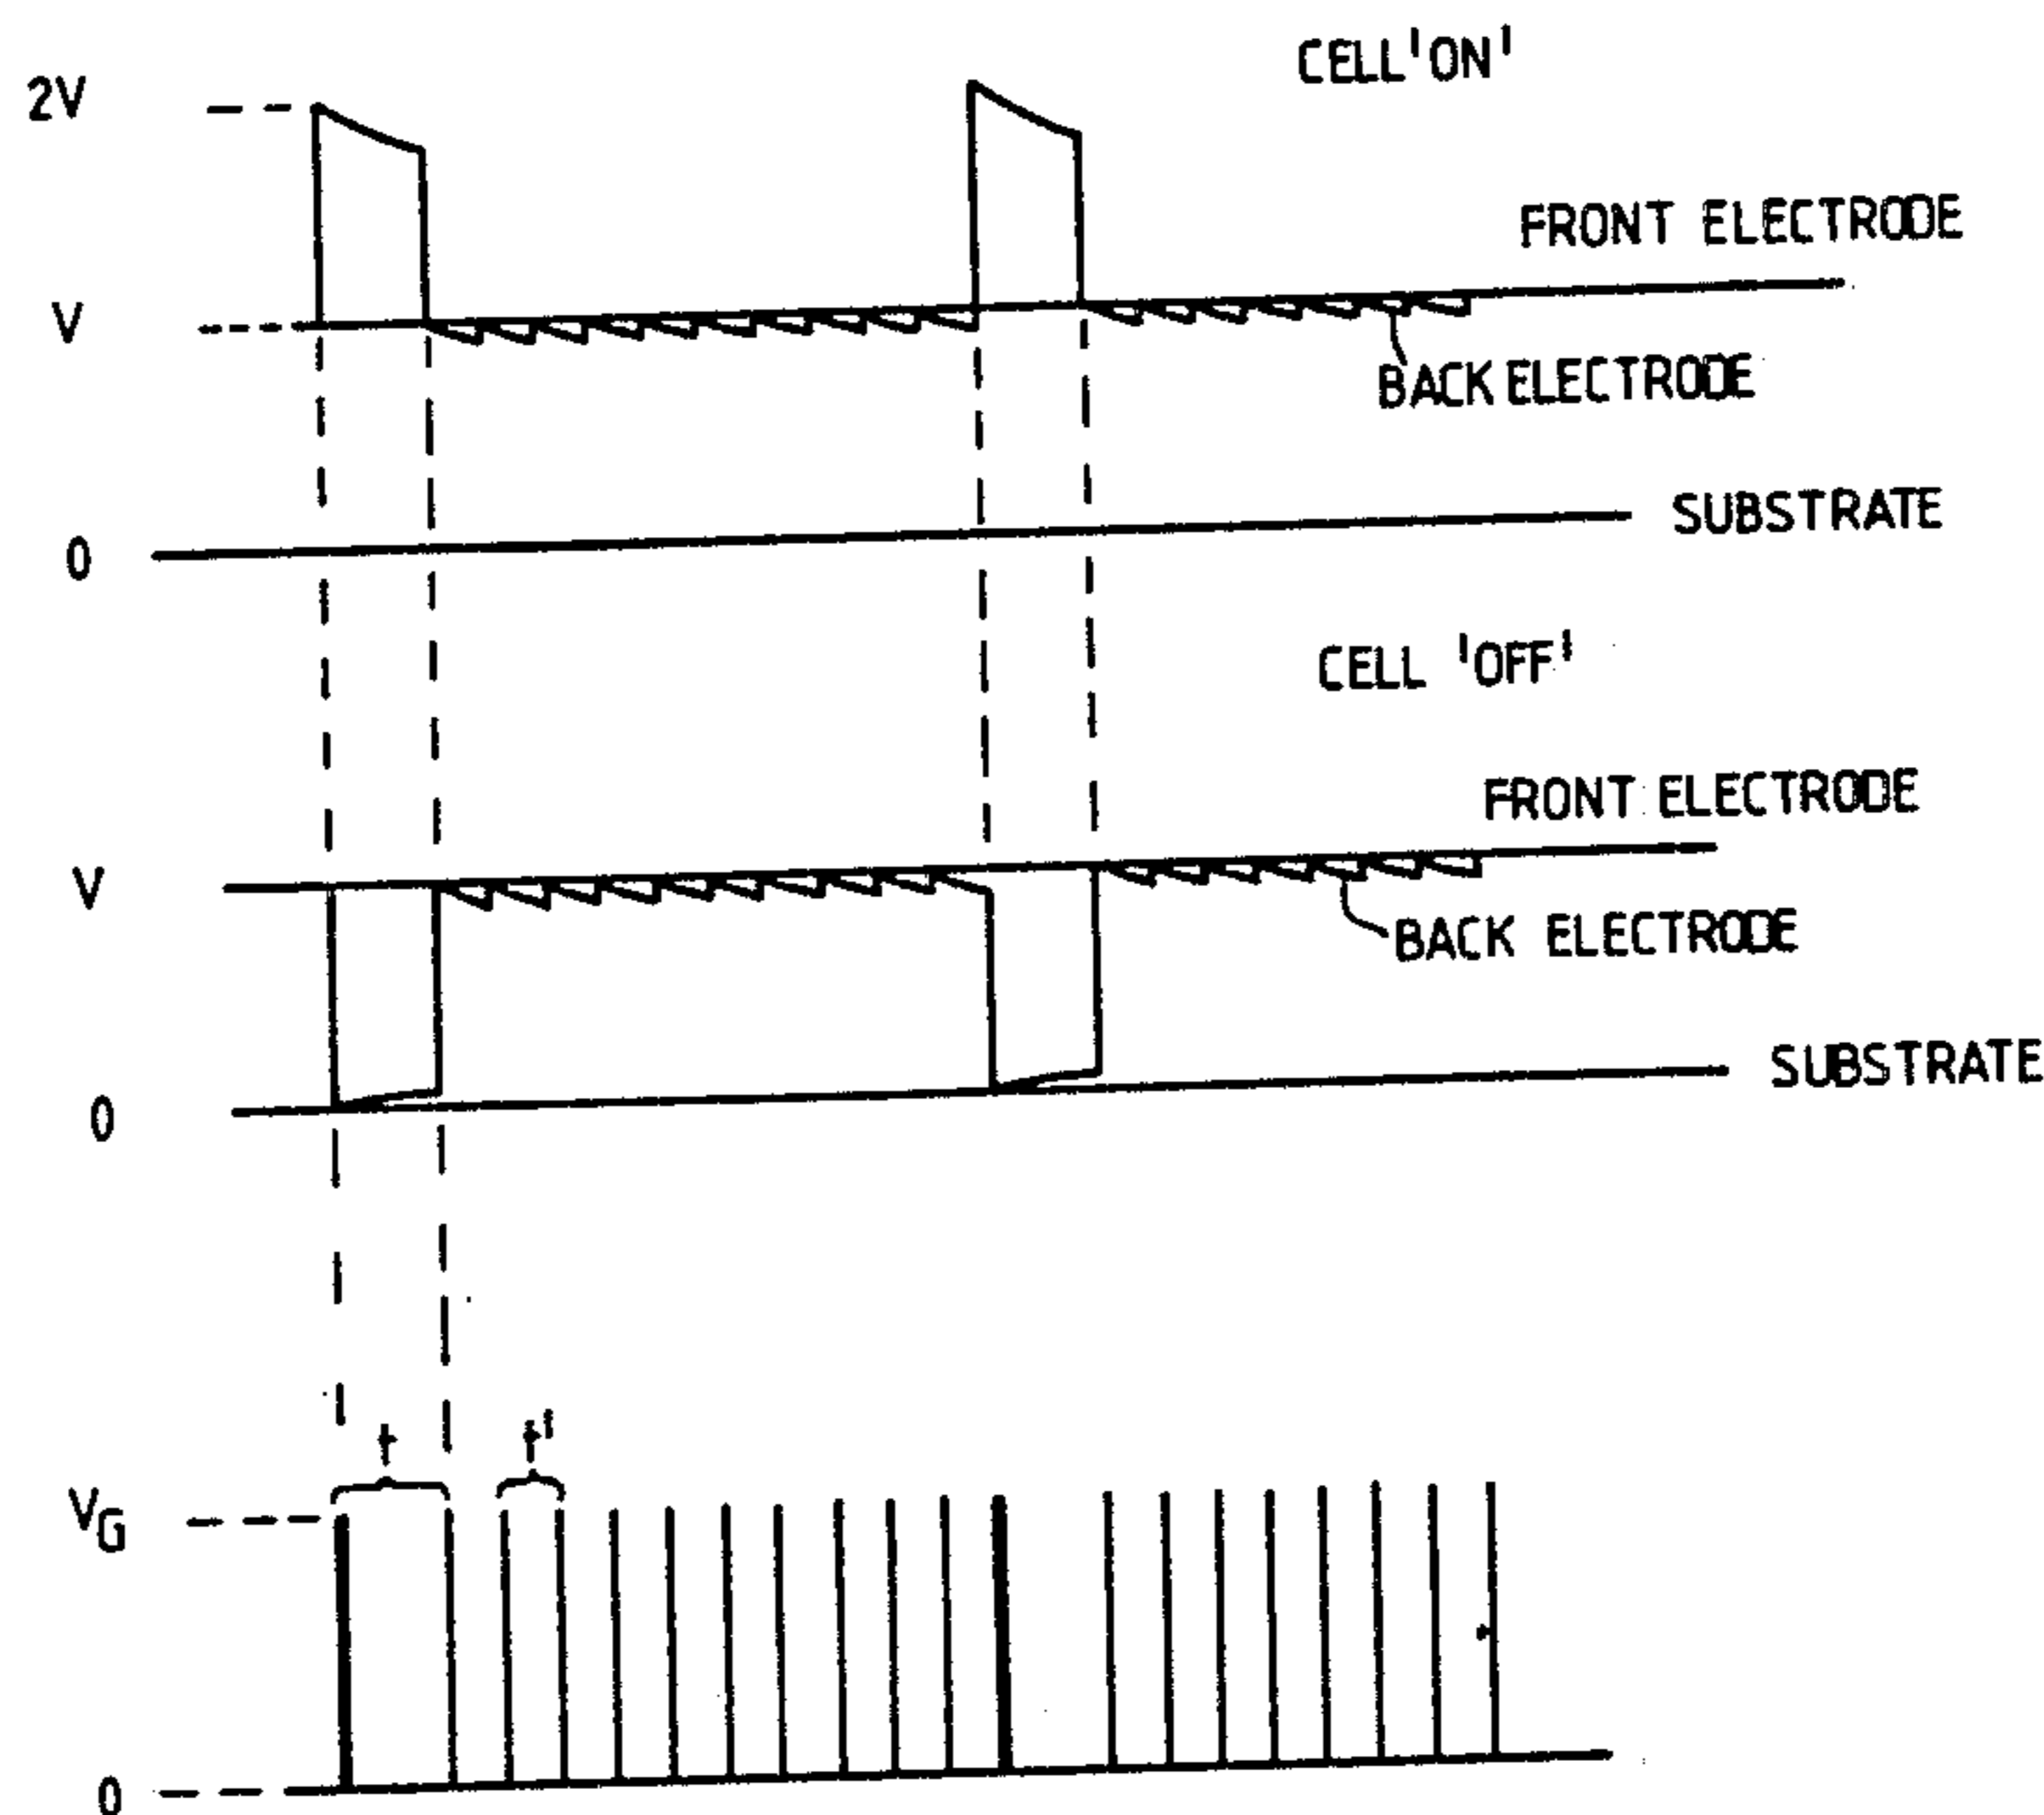 CELL 'ON'
2V
FRONT ELECTRODE
V
BACK ELECTRODE
SUBSTRATE
0
CELL 'OFF'
FRONT ELECTRODE
V
BACK ELECTRODE
SUBSTRATE
0
t t'
VG
0